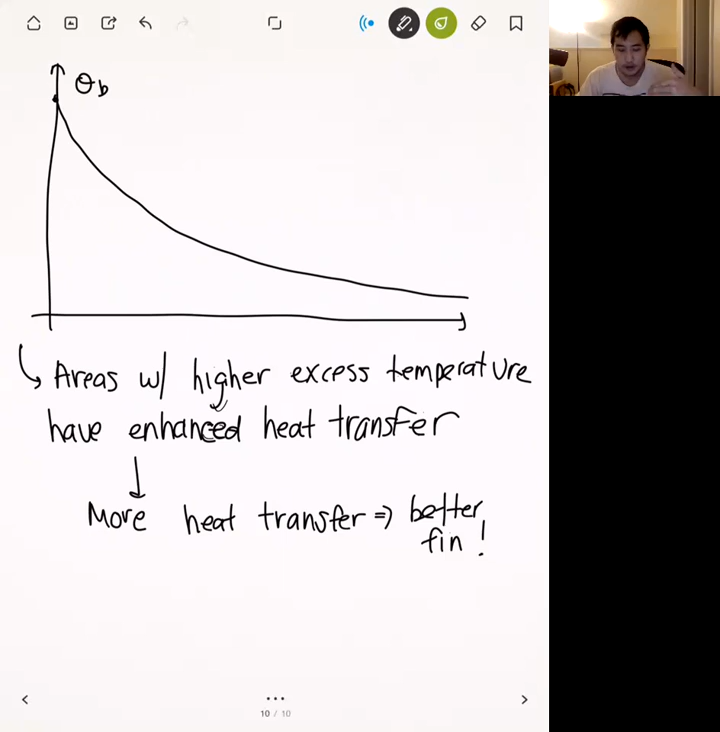 θb
↳ Areas w/ higher excess temperature
have enhanced heat transfer
↓
More heat transfer ⇒ better
fin!
10 / 10